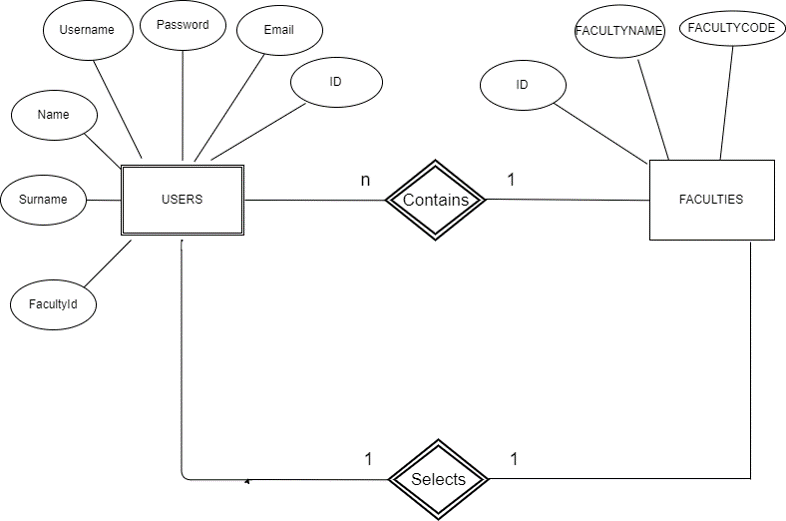 Username
Password
Email
ID
Name
Surname
FacultyId
USERS
n
Contains
1
ID
FACULTYNAME
FACULTYCODE
FACULTIES
1
Selects
1